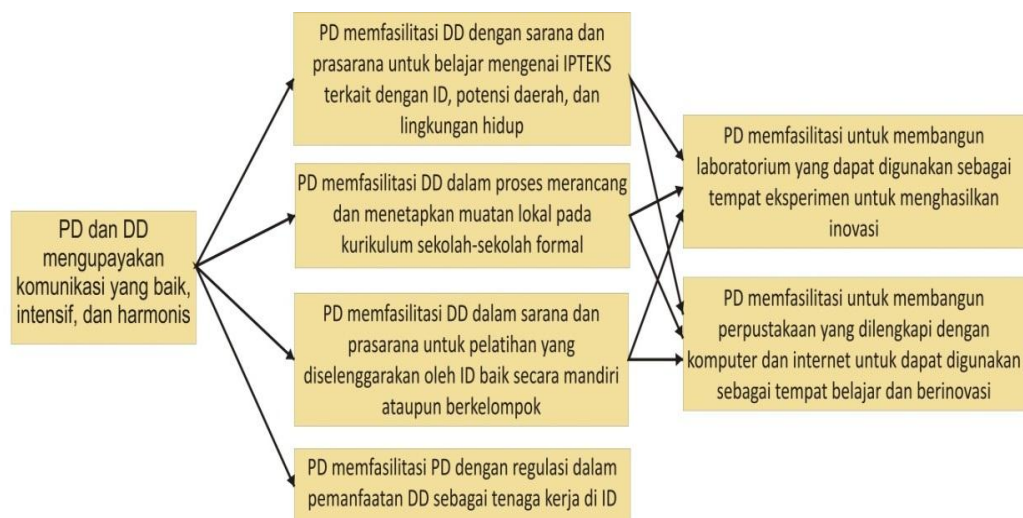 PD dan DD
mengupayakan
komunikasi yang baik,
intensif, dan harmonis
PD memfasilitasi DD dengan sarana dan
prasarana untuk belajar mengenai IPTEKS
terkait dengan ID, potensi daerah, dan
lingkungan hidup
PD memfasilitasi DD dalam proses merancang
dan menetapkan muatan lokal pada
kurikulum sekolah-sekolah formal
PD memfasilitasi DD dalam sarana dan
prasarana untuk pelatihan yang
diselenggarakan oleh ID baik secara mandiri
ataupun berkelompok
PD memfasilitasi PD dengan regulasi dalam
pemanfaatan DD sebagai tenaga kerja di ID
PD memfasilitasi untuk membangun
laboratorium yang dapat digunakan sebagai
tempat eksperimen untuk menghasilkan
inovasi
PD memfasilitasi untuk membangun
perpustakaan yang dilengkapi dengan
komputer dan internet untuk dapat digunakan
sebagai tempat belajar dan berinovasi